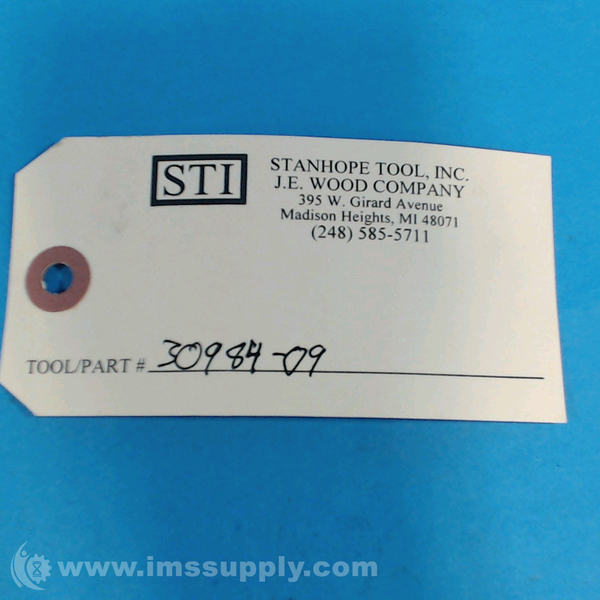 STI
STANHOPE TOOL, INC.
J.E. WOOD COMPANY
395 W. Girard Avenue
Madison Heights, MI 48071
(248) 585-5711
TOOL/PART # 30984-09
www.imssupply.com